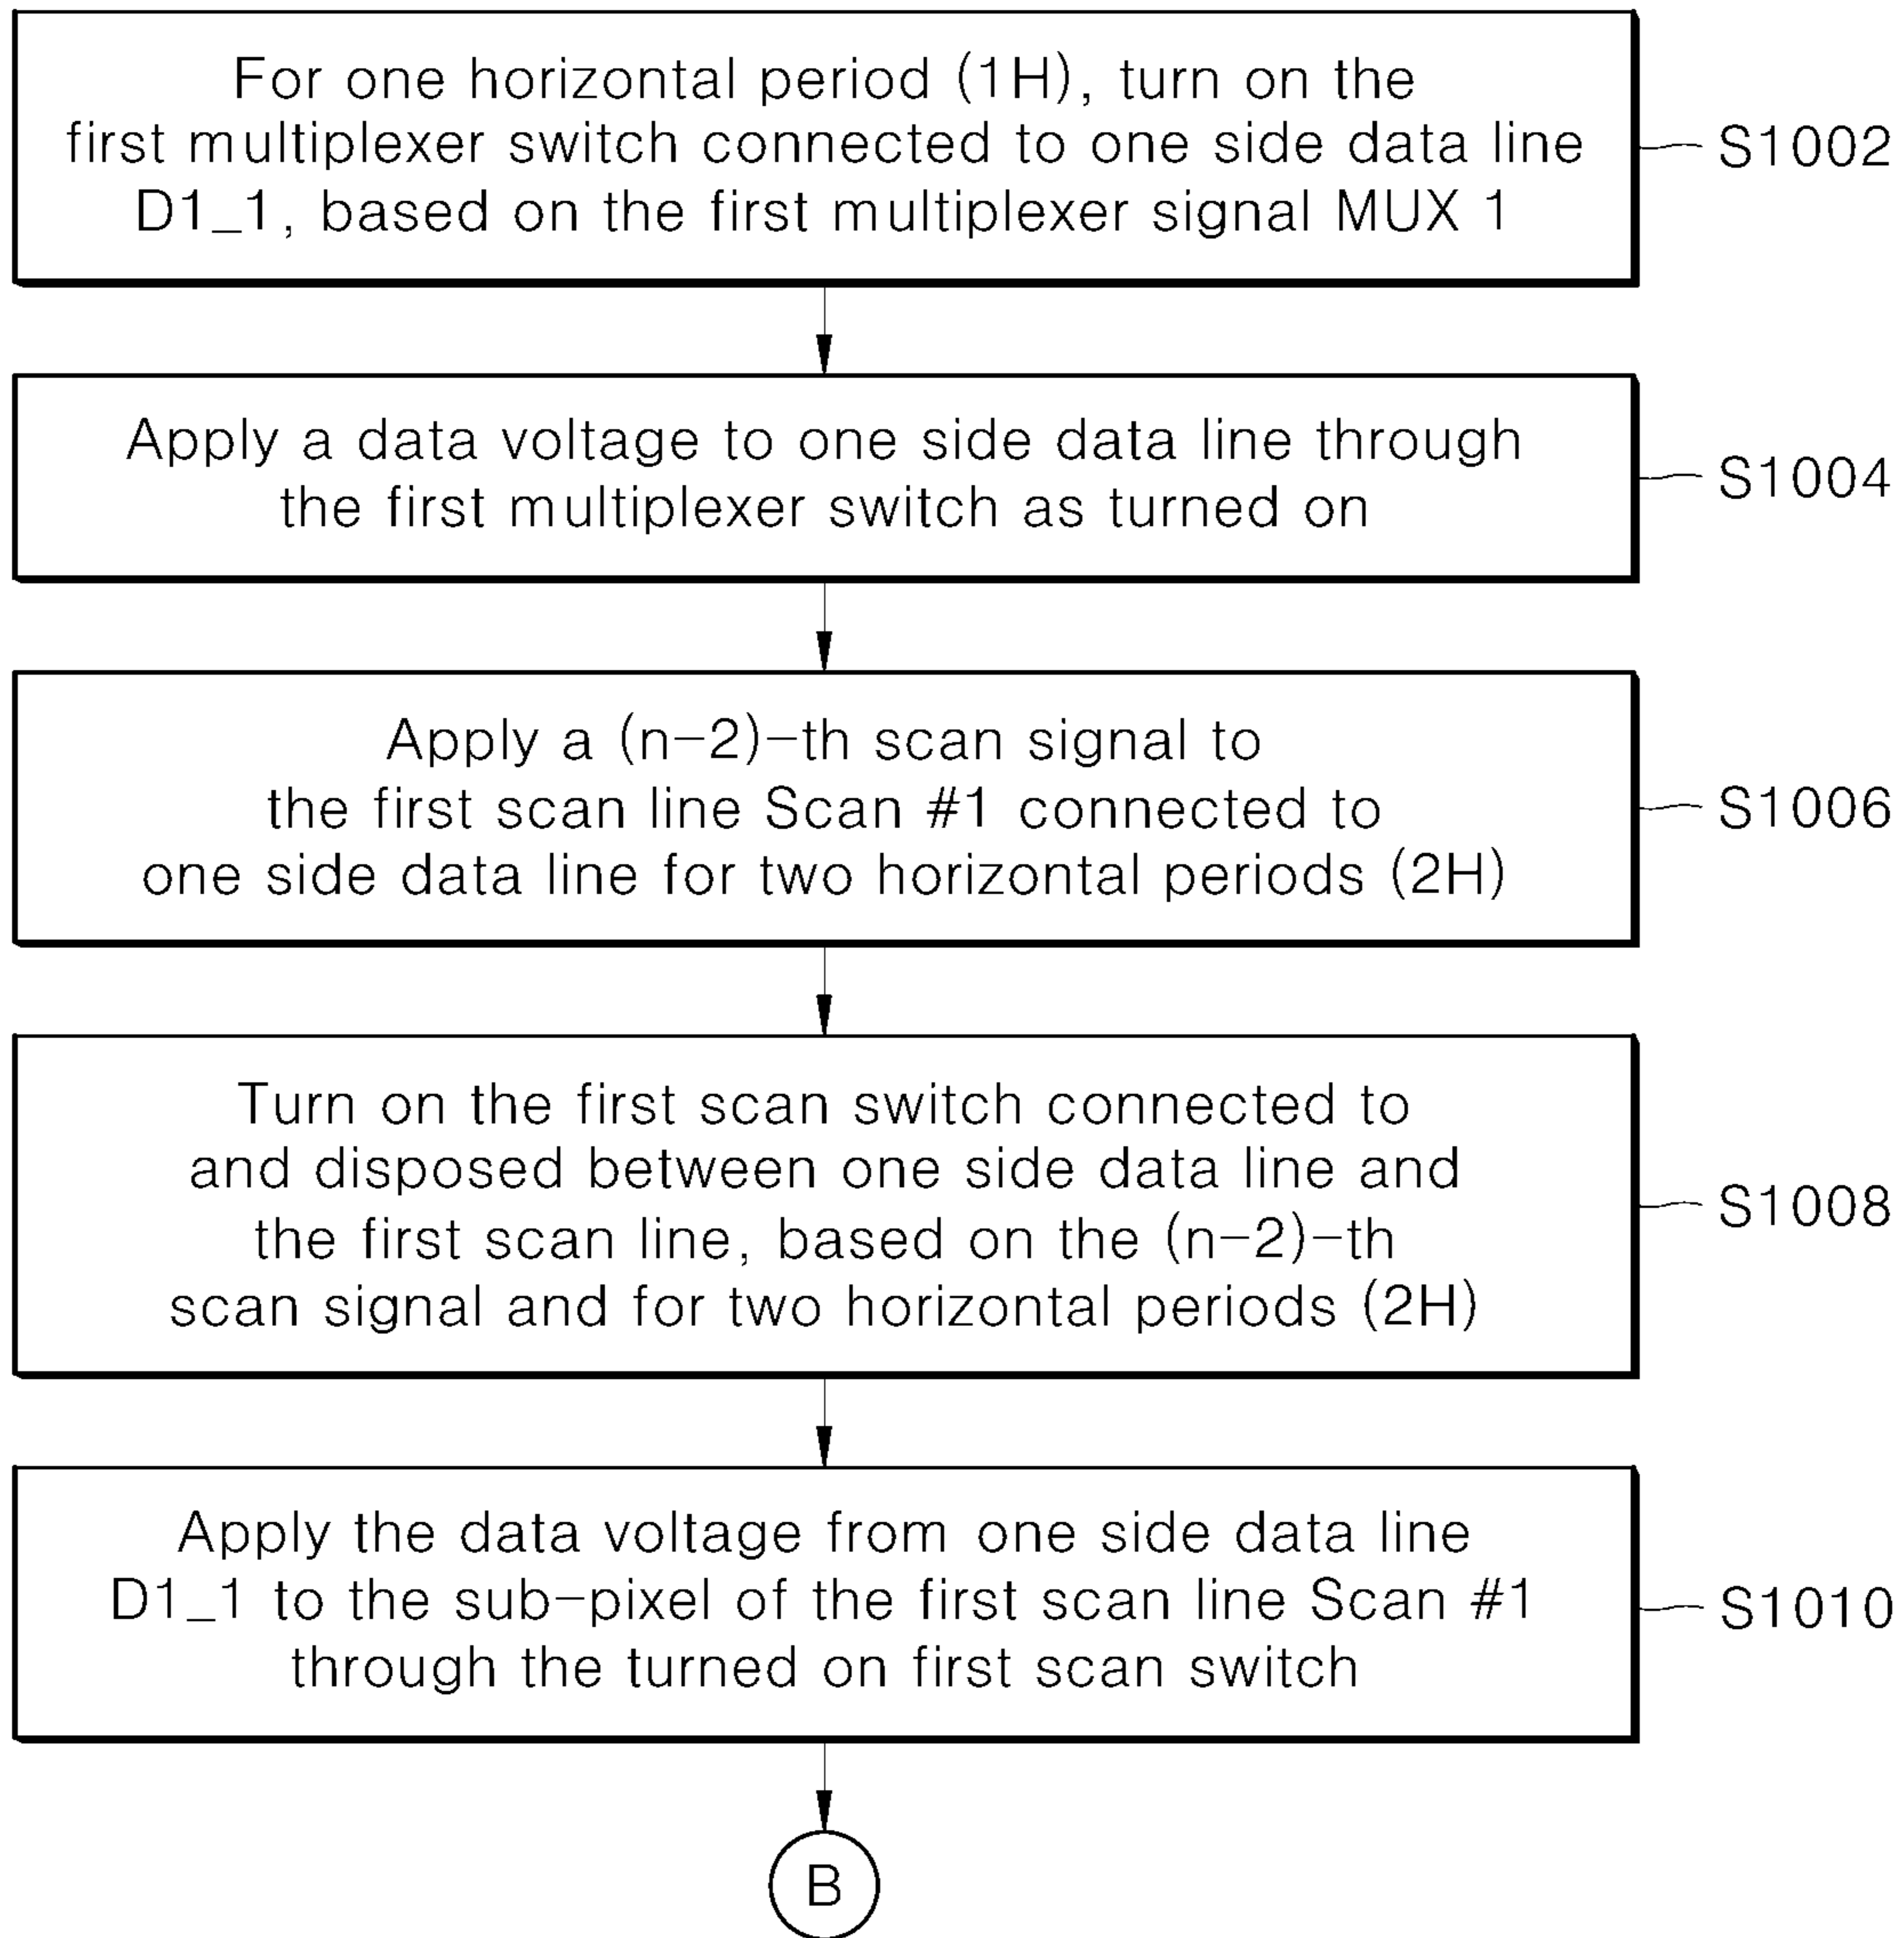 For one horizontal period (1H), turn on the
first multiplexer switch connected to one side data line
D1_1, based on the first multiplexer signal MUX 1
S1002
Apply a data voltage to one side data line through
the first multiplexer switch as turned on
S1004
Apply a (n-2)-th scan signal to
the first scan line Scan #1 connected to
one side data line for two horizontal periods (2H)
S1006
Turn on the first scan switch connected to
and disposed between one side data line and
the first scan line, based on the (n-2)-th
scan signal and for two horizontal periods (2H)
S1008
Apply the data voltage from one side data line
D1_1 to the sub-pixel of the first scan line Scan #1
through the turned on first scan switch
S1010
B